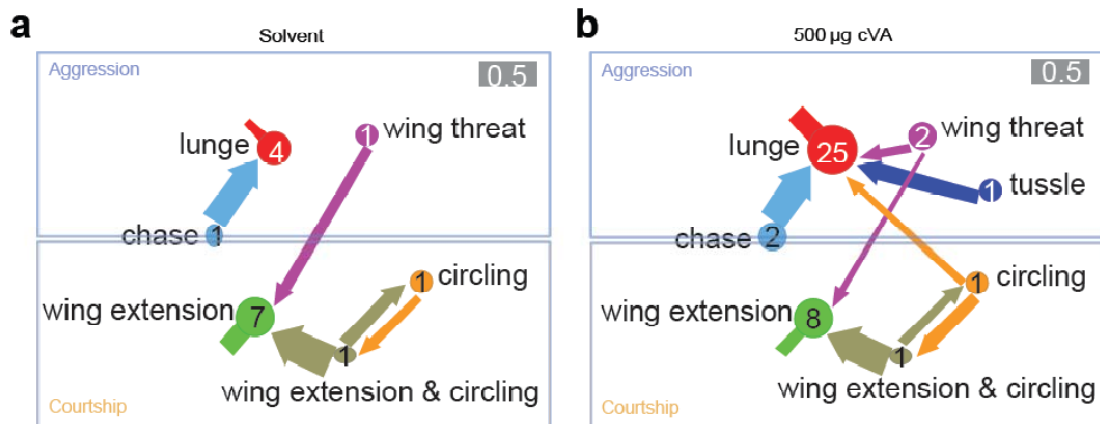 a
Solvent
Aggression
0.5
lunge
4
1
wing threat
chase
1
wing extension
7
1
circling
1
wing extension & circling
Courtship
b
500 µg cVA
Aggression
0.5
lunge
25
2
wing threat
1
tussle
chase
2
wing extension
8
1
circling
1
wing extension & circling
Courtship